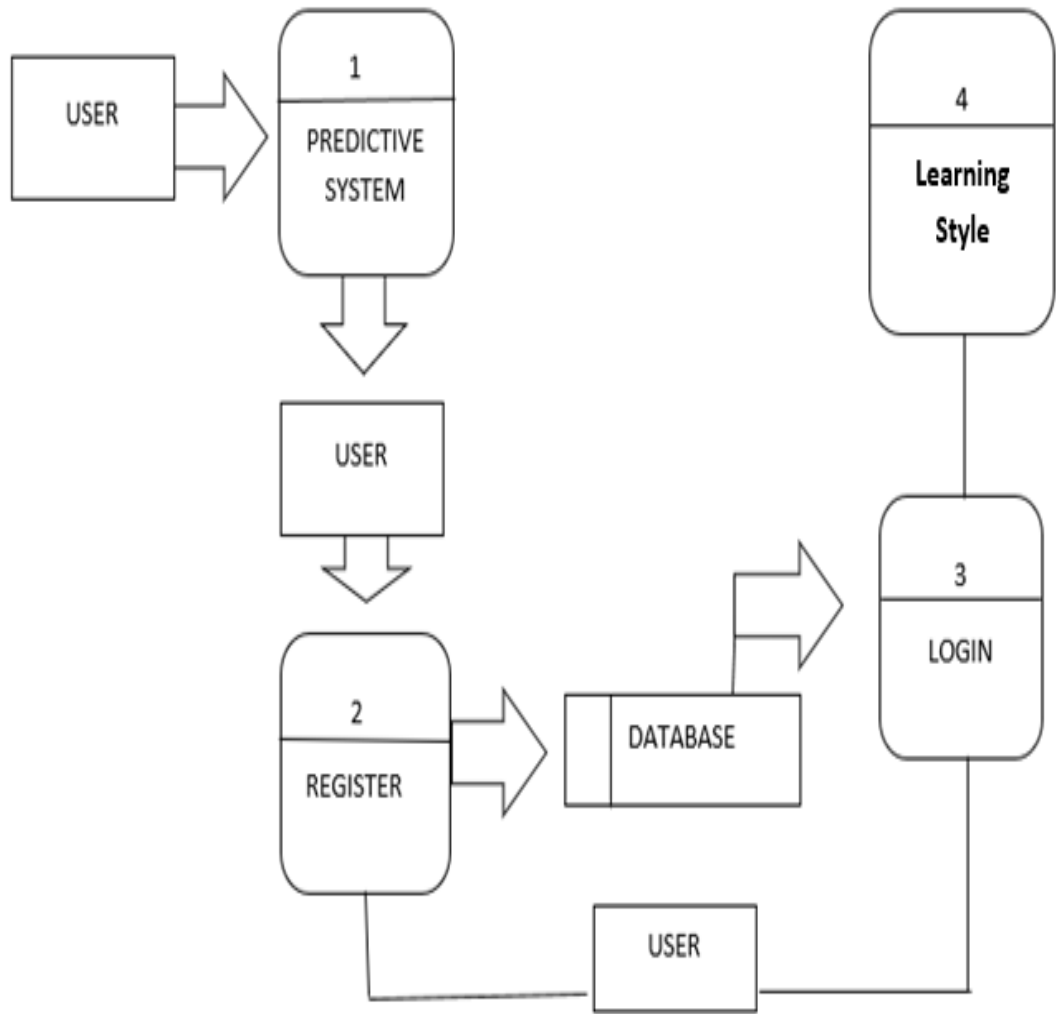 USER
1
PREDICTIVE
SYSTEM
4
Learning
Style
USER
3
LOGIN
2
REGISTER
DATABASE
USER